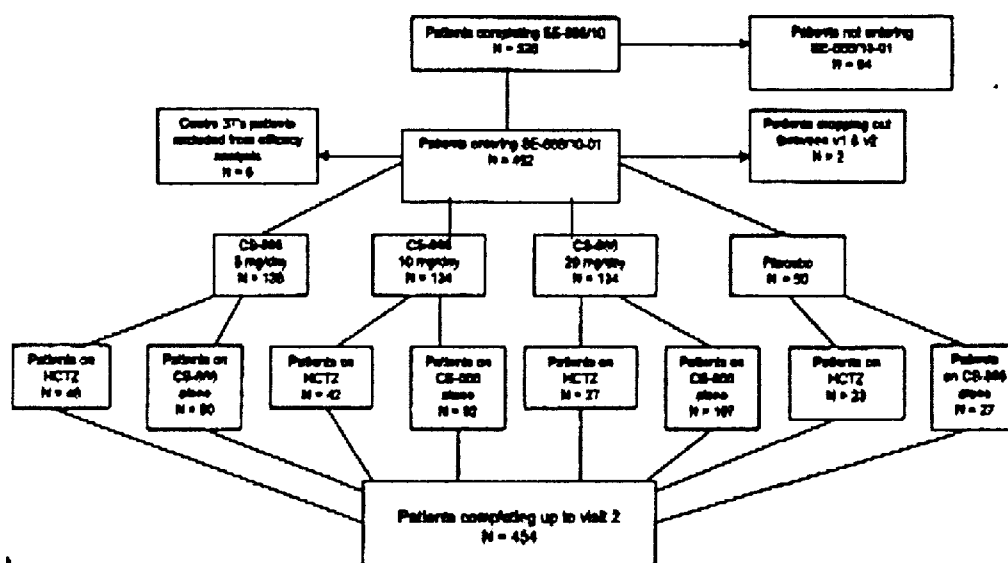 Patients completing SE-866/10
N = 526
Patients not entering
SE-866/10-01
N = 64
Centre 37's patients
excluded from efficacy
analysis
N = 6
Patients entering SE-866/10-01
N = 462
Patients dropping out
between v1 & v2
N = 2
CS-866
5 mg/day
N =
CS-866
10 mg/day
N = 134
CS-866
20 mg/day
N = 134
Placebo
N = 50
Patients on
HCTZ
N =
Patients on
CS-866
alone
N = 90
Patients on
HCTZ
N = 42
Patients on
CS-866
alone
N = 92
Patients on
HCTZ
N = 27
Patients on
CS-866
alone
N = 107
Patients on
HCTZ
N = 23
Patients
on CS-866
alone
N = 27
Patients completing up to visit 2
N = 454